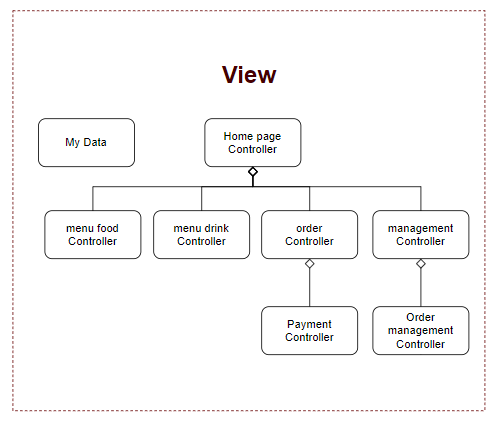 View
My Data
Home page
Controller
menu food
Controller
menu drink
Controller
order
Controller
management
Controller
Payment
Controller
Order
management
Controller